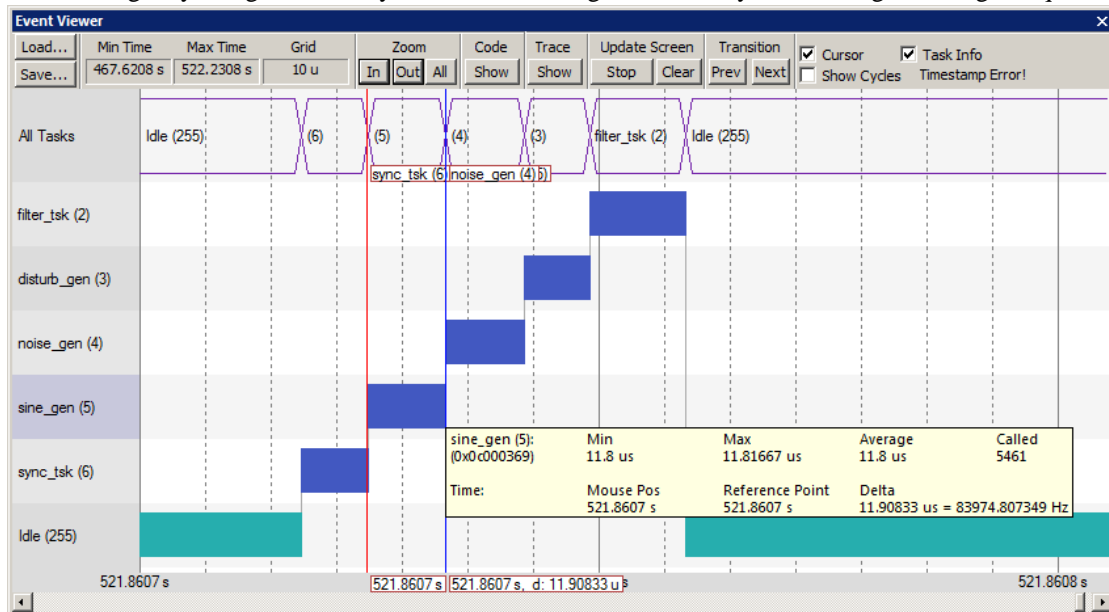 Event Viewer
Load... Min Time Max Time Grid Zoom Code Trace Update Screen Transition Cursor Task Info
Save... 467.6208 s 522.2308 s 10 u In Out All Show Show Stop Clear Prev Next Show Cycles Timestamp Error!
All Tasks Idle (255) (6) (5) (4) (3) filter_tsk (2) Idle (255)
sync_tsk (6) noise_gen (4)
filter_tsk (2)
disturb_gen (3)
noise_gen (4)
sine_gen (5)
sine_gen (5): Min Max Average Called
(0x0c000369) 11.8 us 11.81667 us 11.8 us 5461
sync_tsk (6)
Time: Mouse Pos Reference Point Delta
521.8607 s 521.8607 s 11.90833 us = 83974.807349 Hz
Idle (255)
521.8607 s 521.8607 s 521.8607 s, d: 11.90833 u 521.8608 s